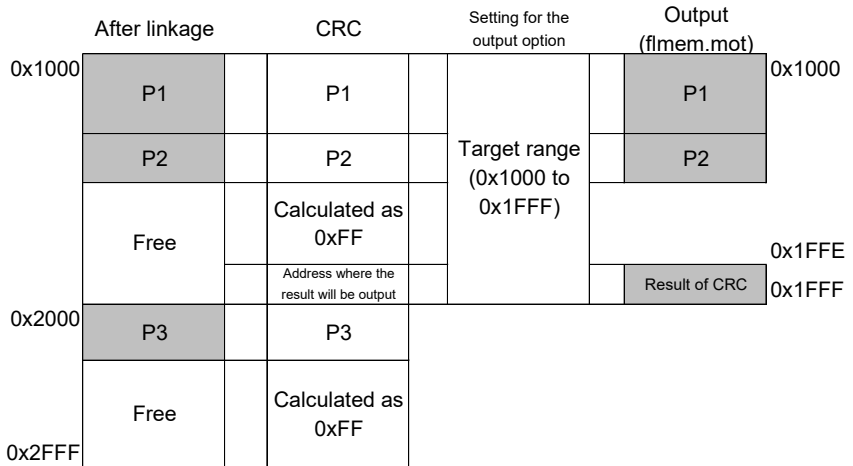 After linkage
CRC
Setting for the
output option
Output
(flmem.mot)
0x1000
0x1000
P1
P1
P1
P2
P2
P2
Target range
(0x1000 to
0x1FFF)
Free
Calculated as
0xFF
0x1FFE
Address where the
result will be output
Result of CRC
0x1FFF
0x2000
P3
P3
Free
Calculated as
0xFF
0x2FFF